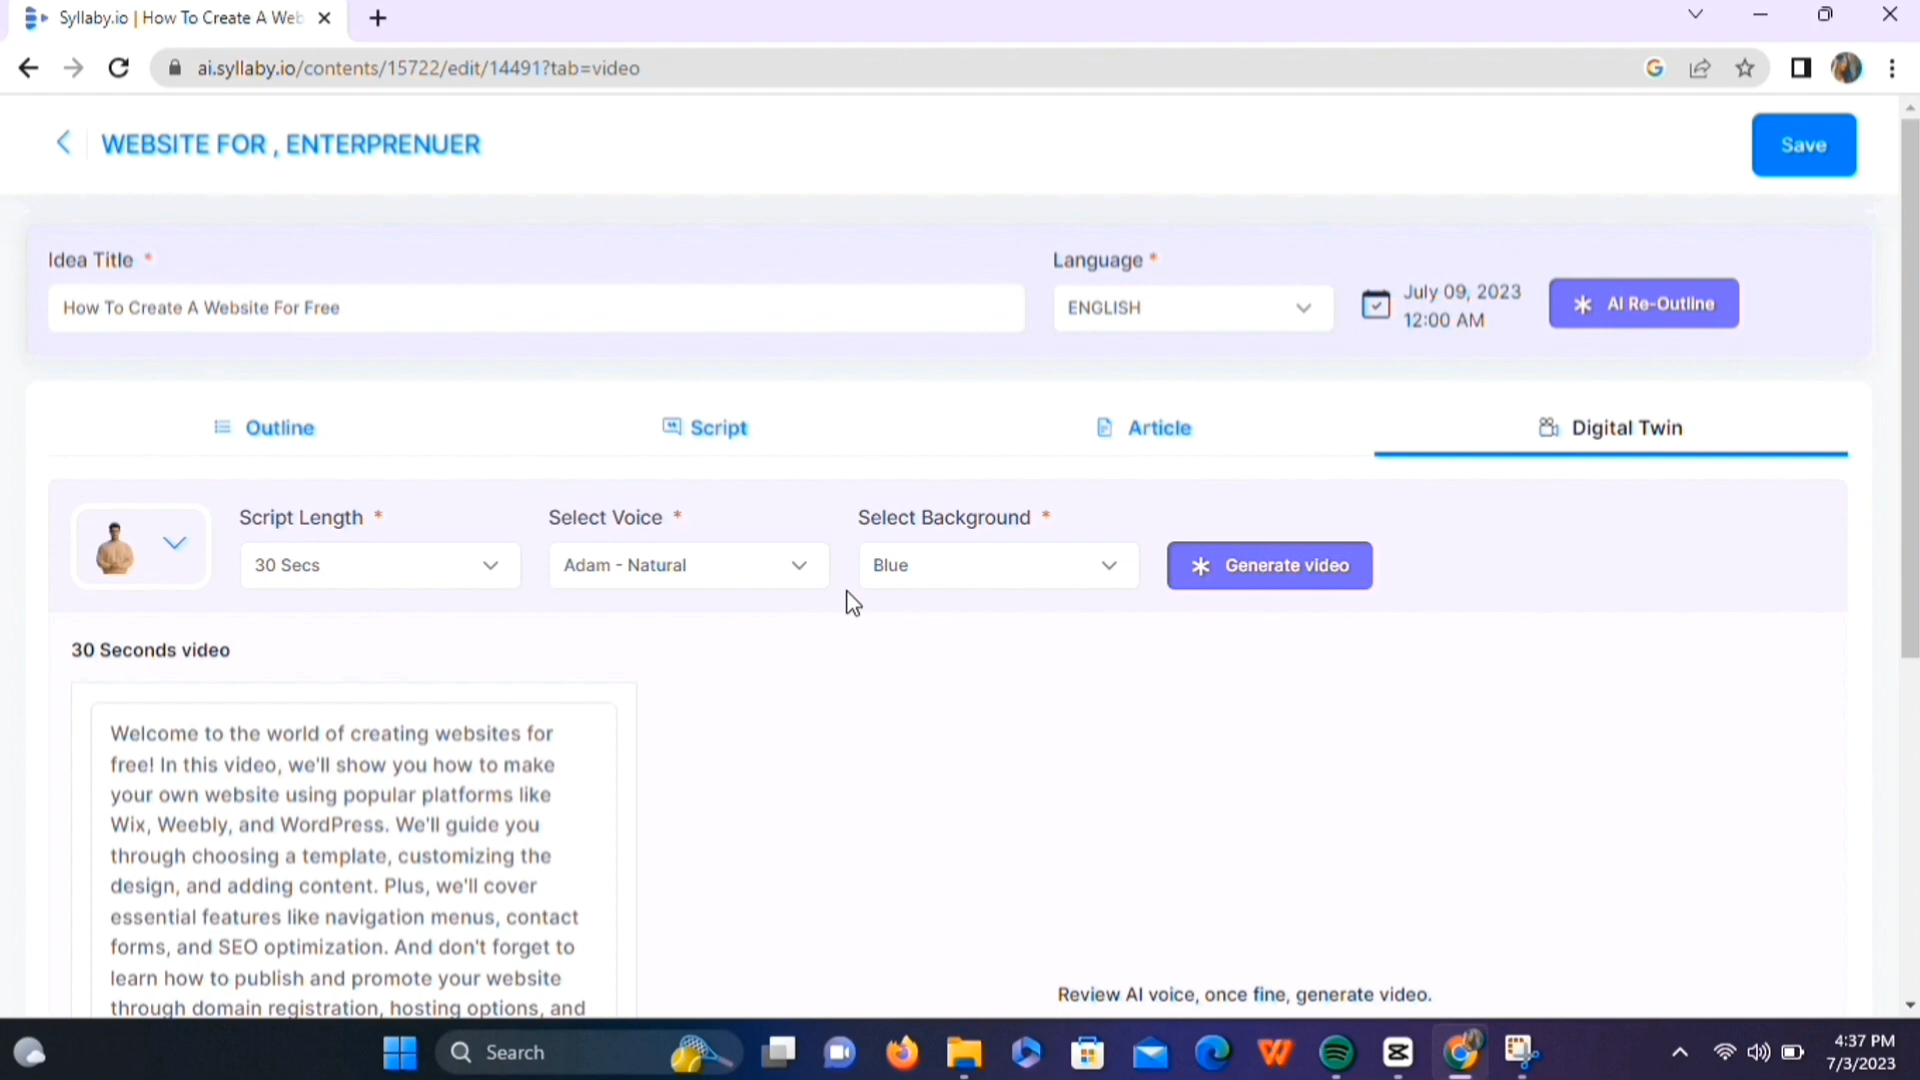 Syllaby.io | How To Create A Web
ai.syllaby.io/contents/15722/edit/14491?tab=video
WEBSITE FOR , ENTERPRENUER
Save
Idea Title *
Language *
How To Create A Website For Free
ENGLISH
July 09, 2023
12:00 AM
AI Re-Outline
Outline
Script
Article
Digital Twin
Script Length *
Select Voice *
Select Background *
30 Secs
Adam - Natural
Blue
Generate video
30 Seconds video
Welcome to the world of creating websites for
free! In this video, we'll show you how to make
your own website using popular platforms like
Wix, Weebly, and WordPress. We'll guide you
through choosing a template, customizing the
design, and adding content. Plus, we'll cover
essential features like navigation menus, contact
forms, and SEO optimization. And don't forget to
learn how to publish and promote your website
through domain registration, hosting options, and
Review AI voice, once fine, generate video.
Search
4:37 PM
7/3/2023